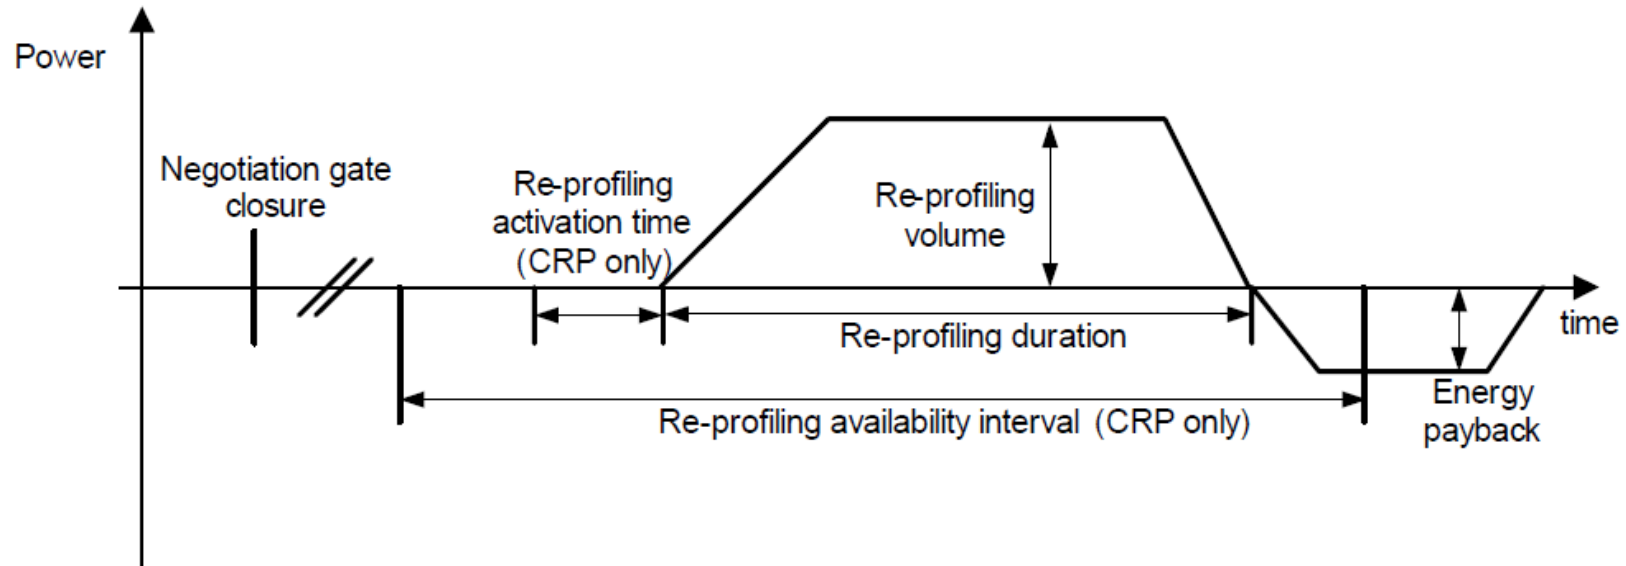 Power
Negotiation gate
closure
Re-profiling
activation time
(CRP only)
Re-profiling
volume
Re-profiling duration
time
Re-profiling availability interval (CRP only)
Energy
payback